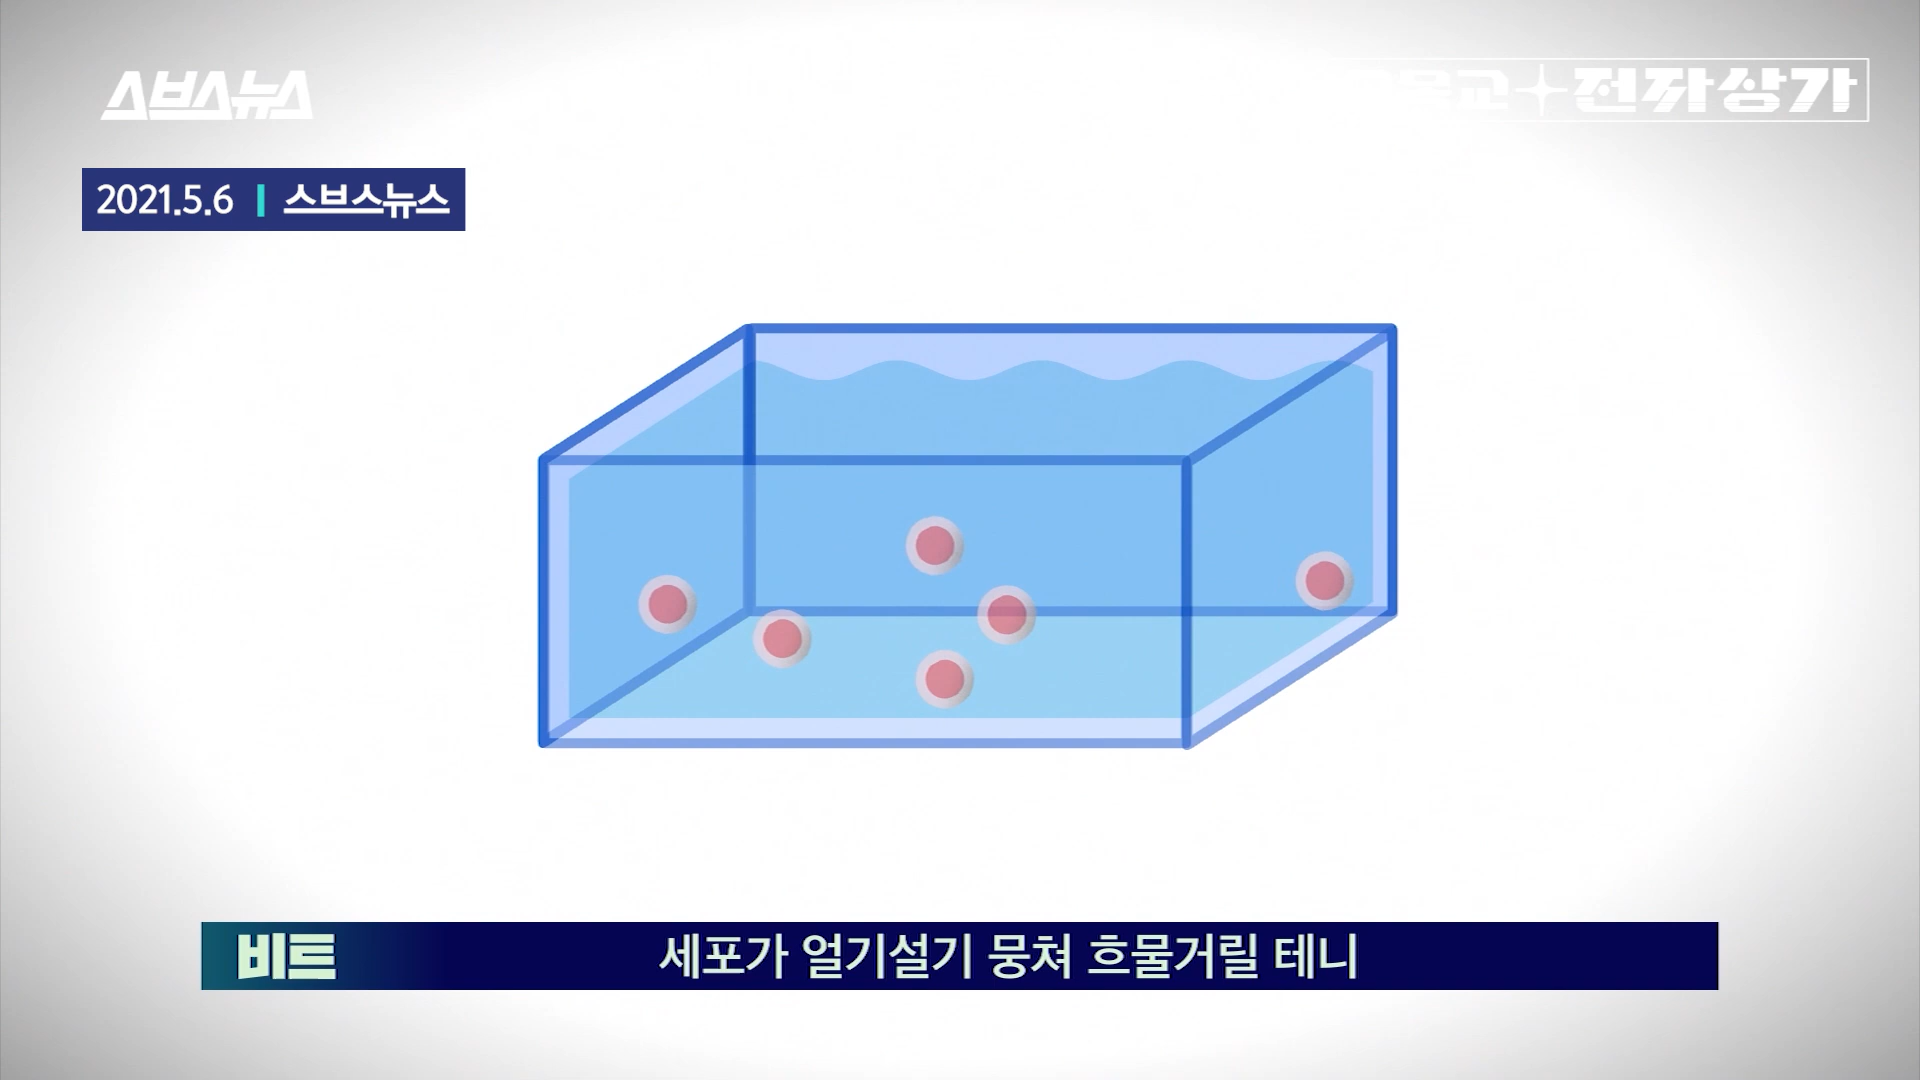 스브스뉴스
교 전자상가
2021.5.6 | 스브스뉴스
비트 세포가 얼기설기 뭉쳐 흐물거릴 테니